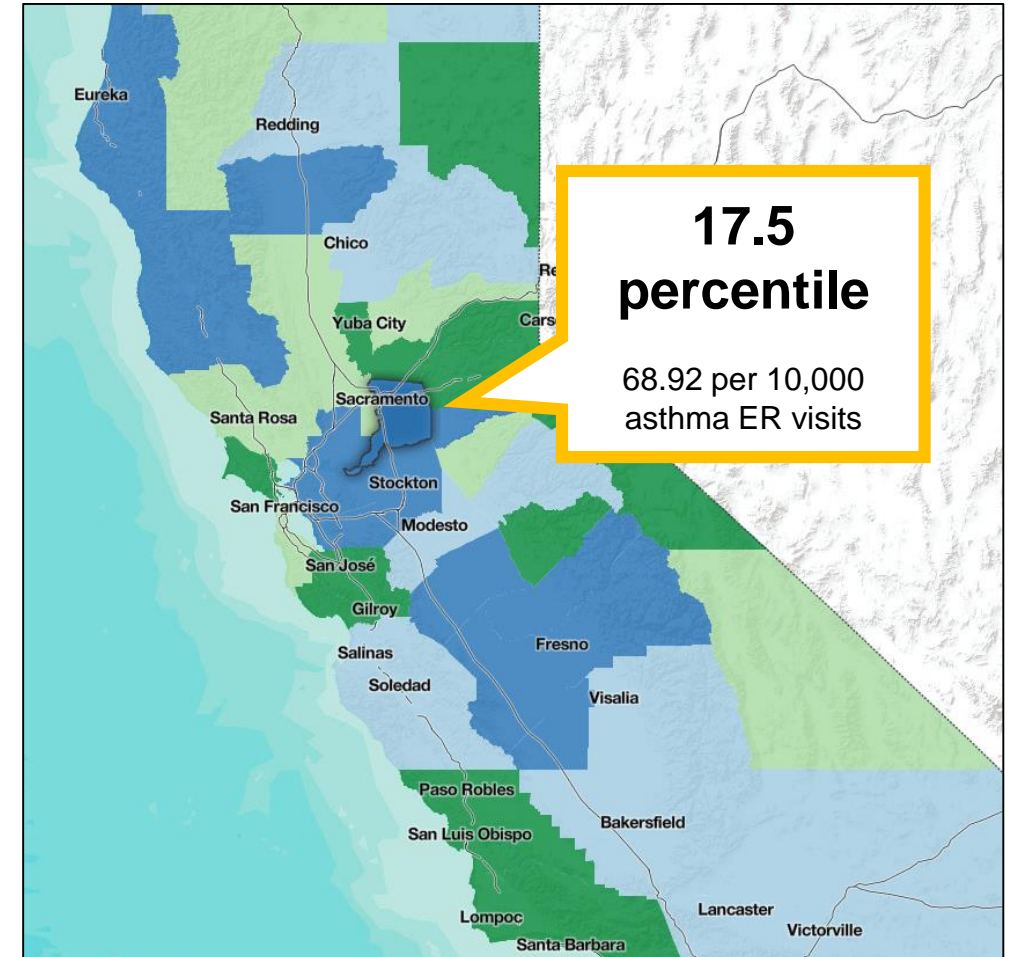 Eureka
Redding
Chico
17.5
percentile
68.92 per 10,000
asthma ER visits
Re
Cars
Yuba City
Sacramento
Santa Rosa
Stockton
San Francisco
Modesto
San José
Gilroy
Fresno
Salinas
Soledad
Visalia
Paso Robles
San Luis Obispo
Bakersfield
Lompoc
Lancaster
Victorville
Santa Barbara